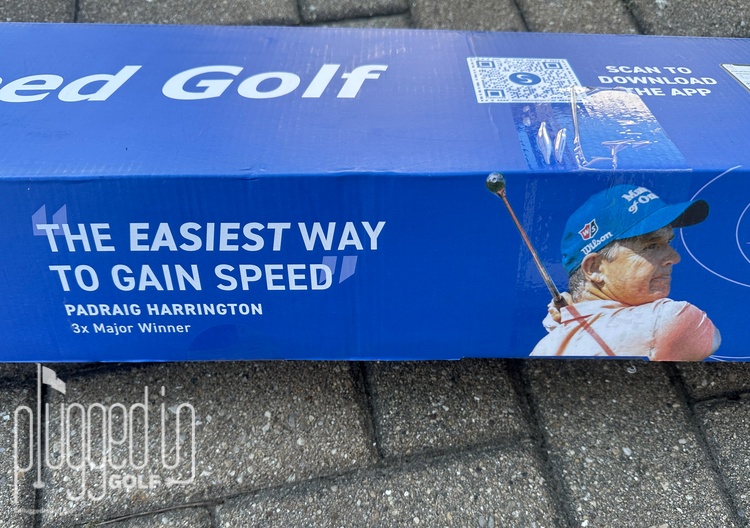 eed Golf
SCAN TO
DOWNLOAD
THE APP
"THE EASIEST WAY
TO GAIN SPEED"
PADRAIG HARRINGTON
3x Major Winner
W/S
Wilson
plugged in
GOLF